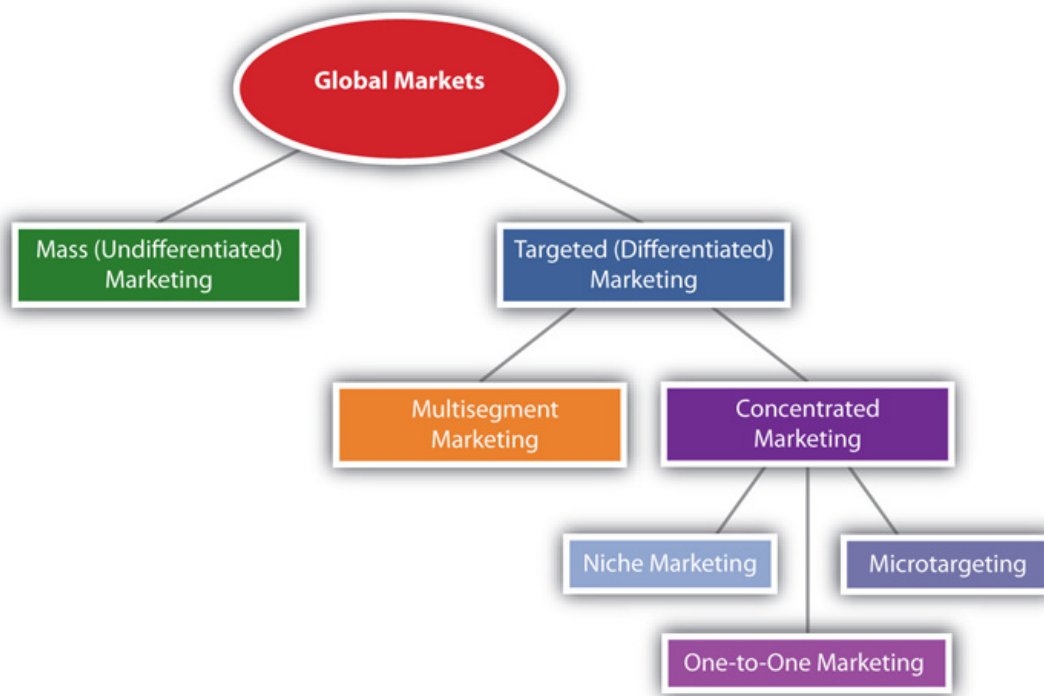 Global Markets
Mass (Undifferentiated)
Marketing
Targeted (Differentiated)
Marketing
Multisegment
Marketing
Concentrated
Marketing
Niche Marketing
Microtargeting
One-to-One Marketing